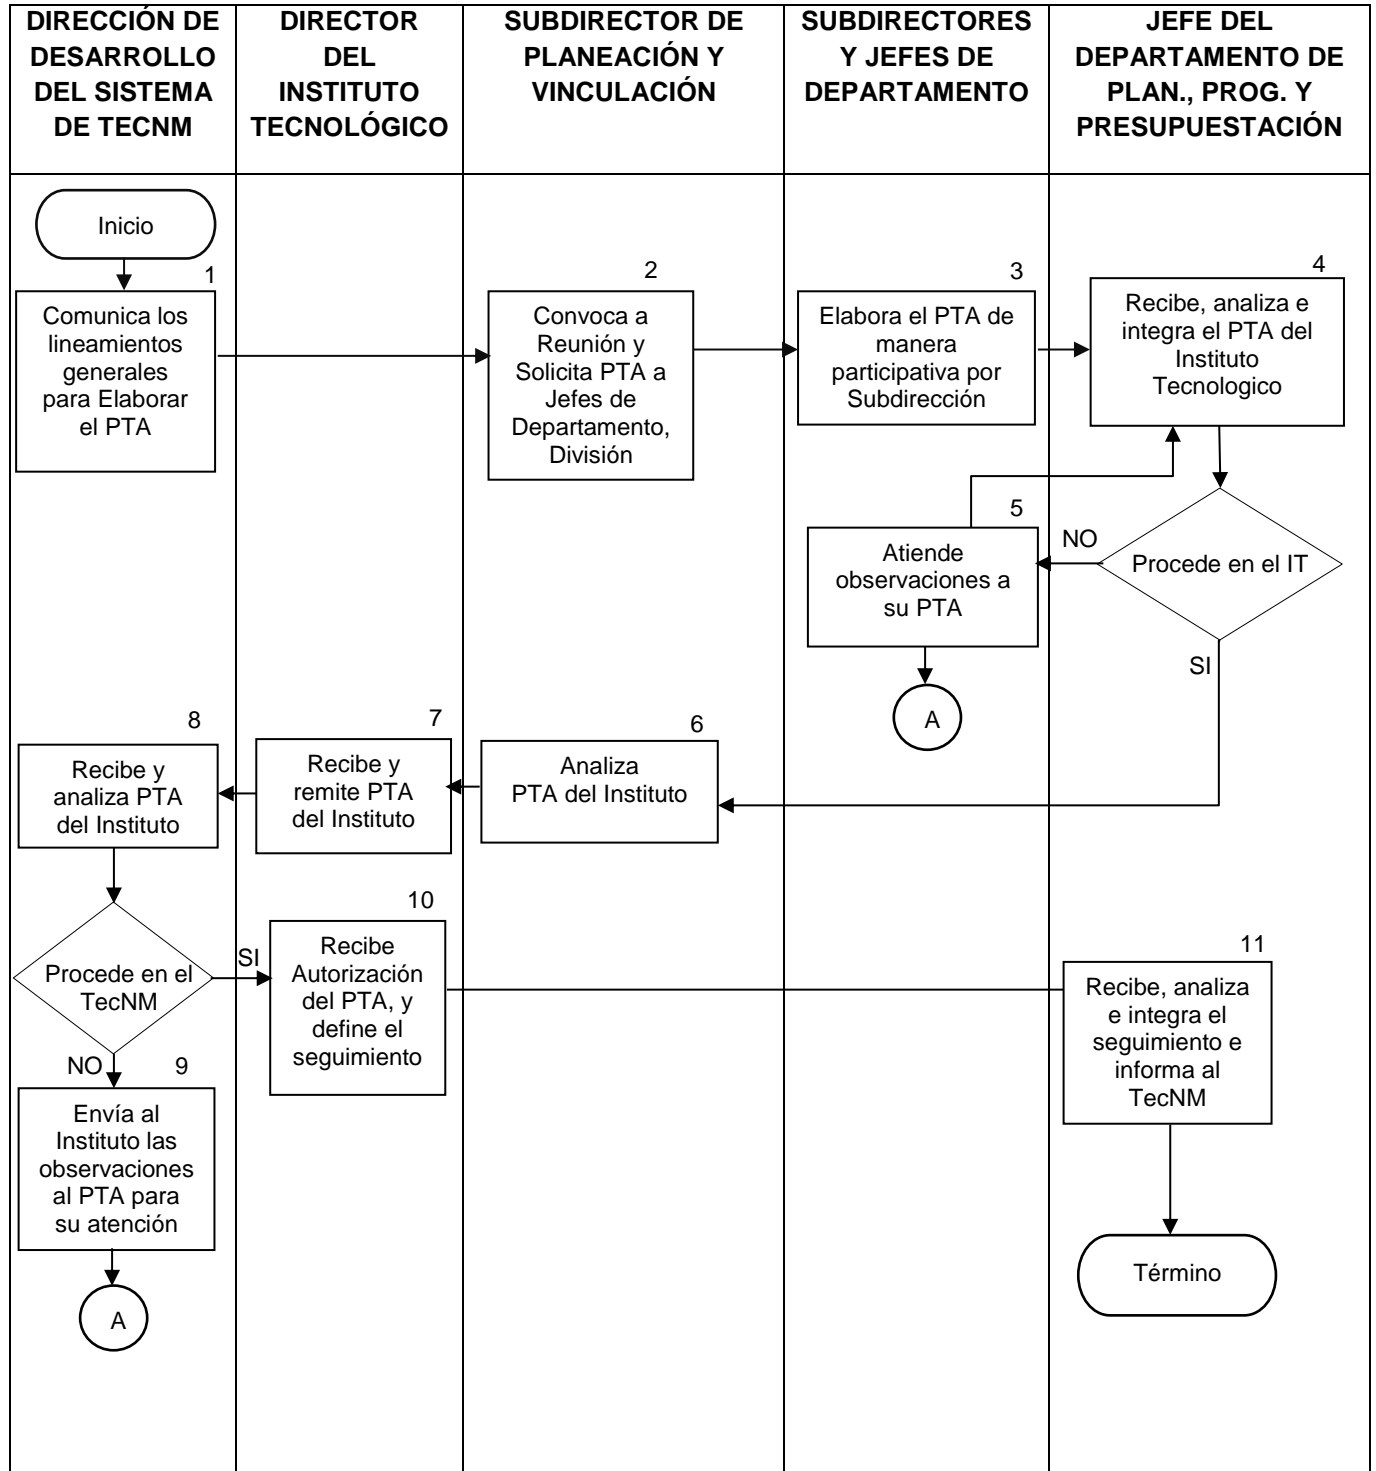 DIRECCIÓN DE
DESARROLLO
DEL SISTEMA
DE TECNM
DIRECTOR
DEL
INSTITUTO
TECNOLÓGICO
SUBDIRECTOR DE
PLANEACIÓN Y
VINCULACIÓN
SUBDIRECTORES
Y JEFES DE
DEPARTAMENTO
JEFE DEL
DEPARTAMENTO DE
PLAN., PROG. Y
PRESUPUESTACIÓN
Inicio
1
Comunica los
lineamientos
generales
para Elaborar
el PTA
2
Convoca a
Reunión y
Solicita PTA a
Jefes de
Departamento,
División
3
Elabora el PTA de
manera
participativa por
Subdirección
4
Recibe, analiza e
integra el PTA del
Instituto
Tecnologico
5
Atiende
observaciones a
su PTA
NO
Procede en el IT
SI
A
6
Analiza
PTA del Instituto
7
Recibe y
remite PTA
del Instituto
8
Recibe y
analiza PTA
del Instituto
Procede en el
TecNM
SI
10
Recibe
Autorización
del PTA, y
define el
seguimiento
11
Recibe, analiza
e integra el
seguimiento e
informa al
TecNM
NO
9
Envía al
Instituto las
observaciones
al PTA para
su atención
A
Término